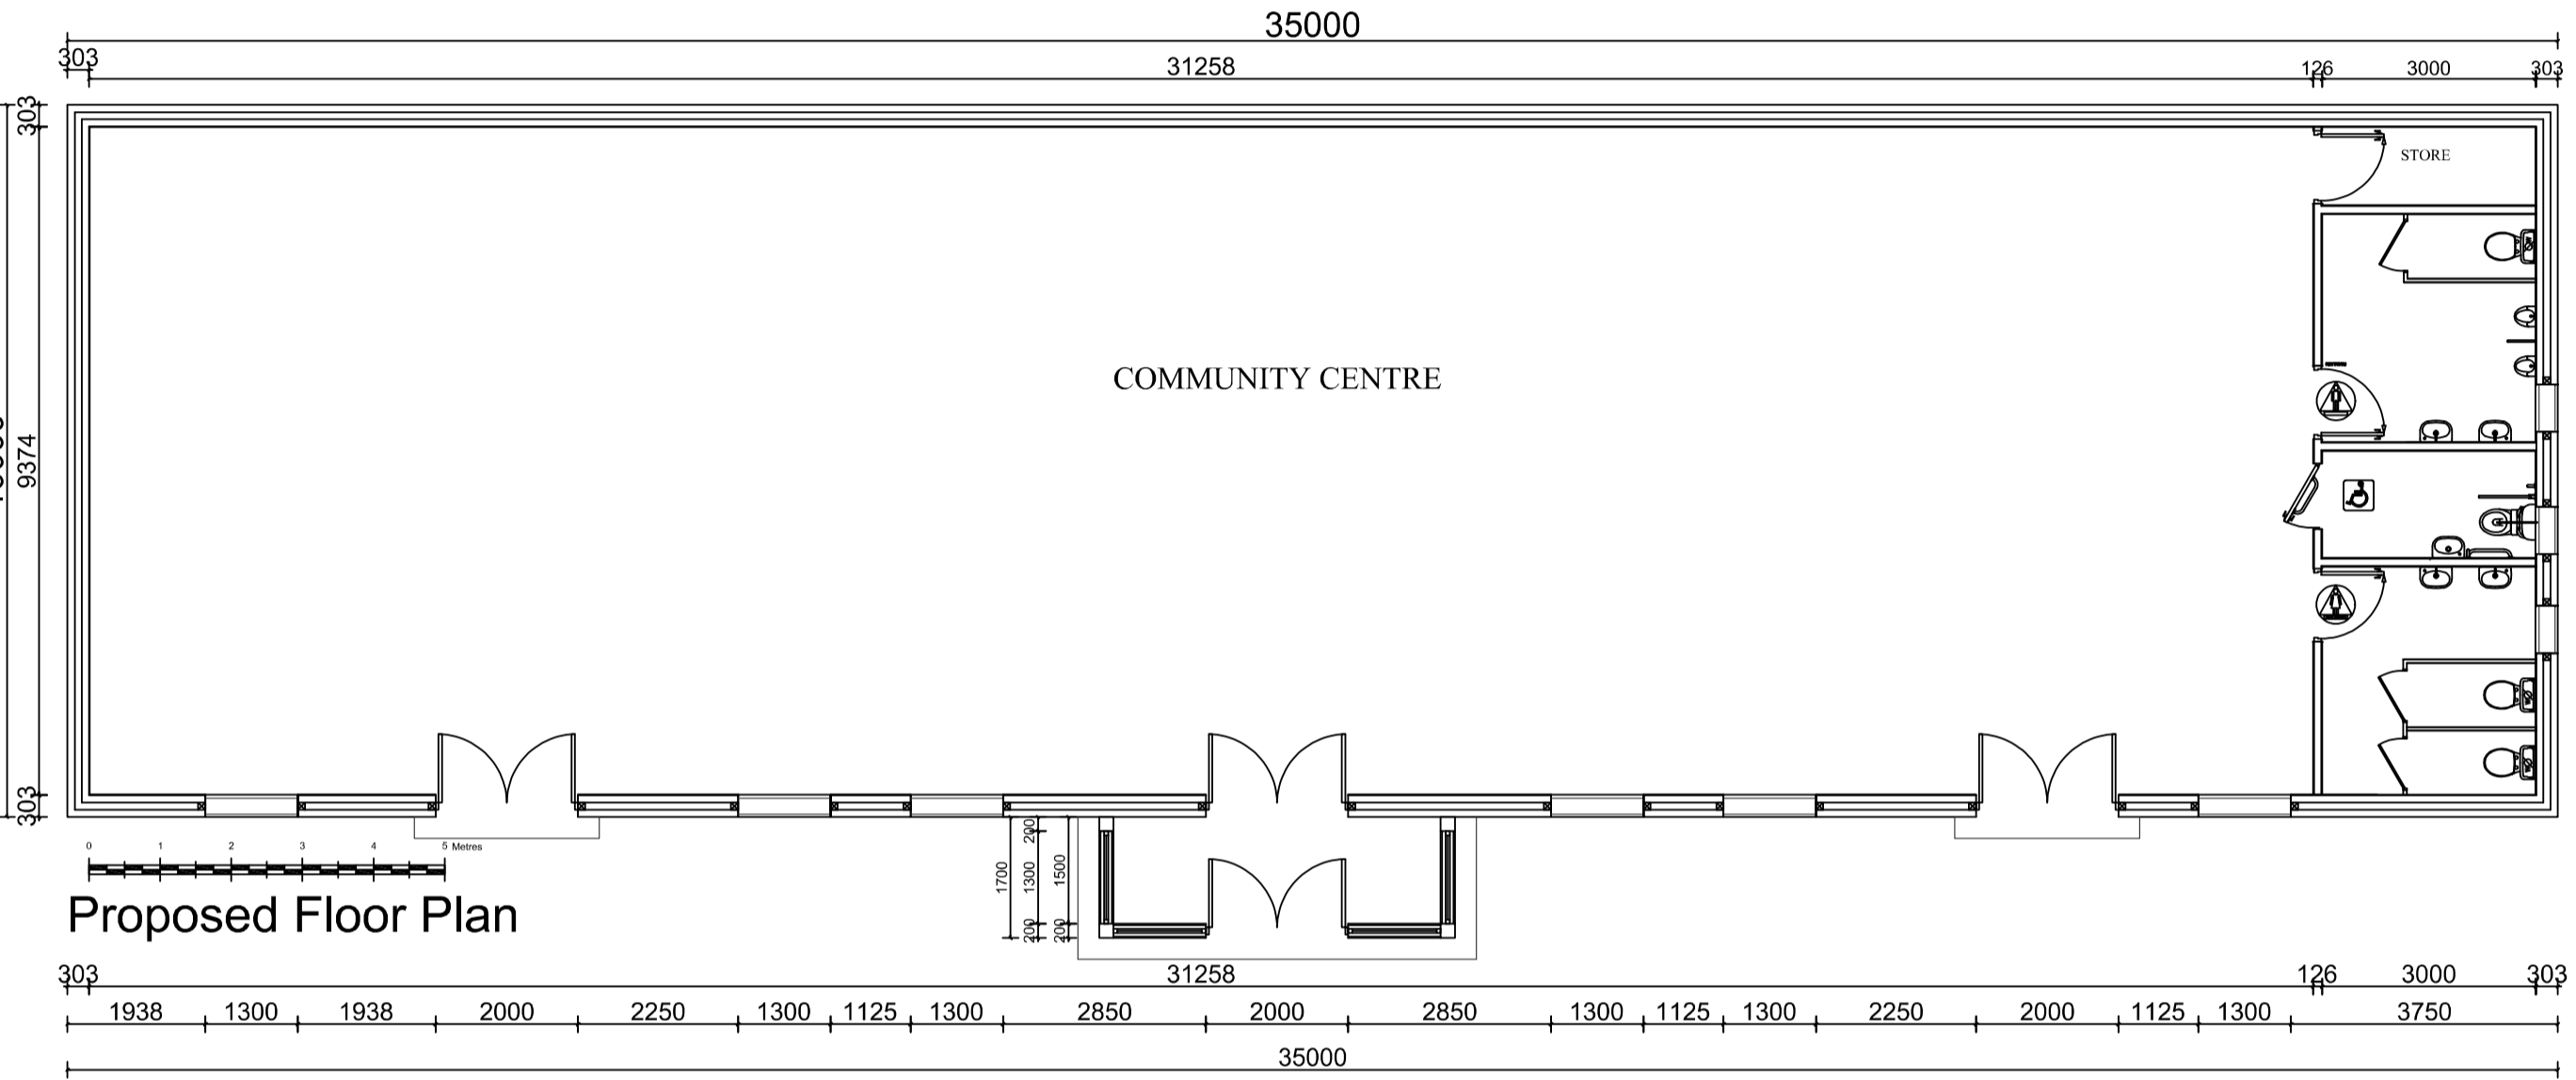 35000
303 31258 126 3000 303
303
STORE
COMMUNITY CENTRE
9374
303
0 1 2 3 4 5 Metres
200
1700 1300 1500
200 200
Proposed Floor Plan
303 31258 126 3000 303
1938 1300 1938 2000 2250 1300 1125 1300 2850 2000 2850 1300 1125 1300 2250 2000 1125 1300 3750
35000